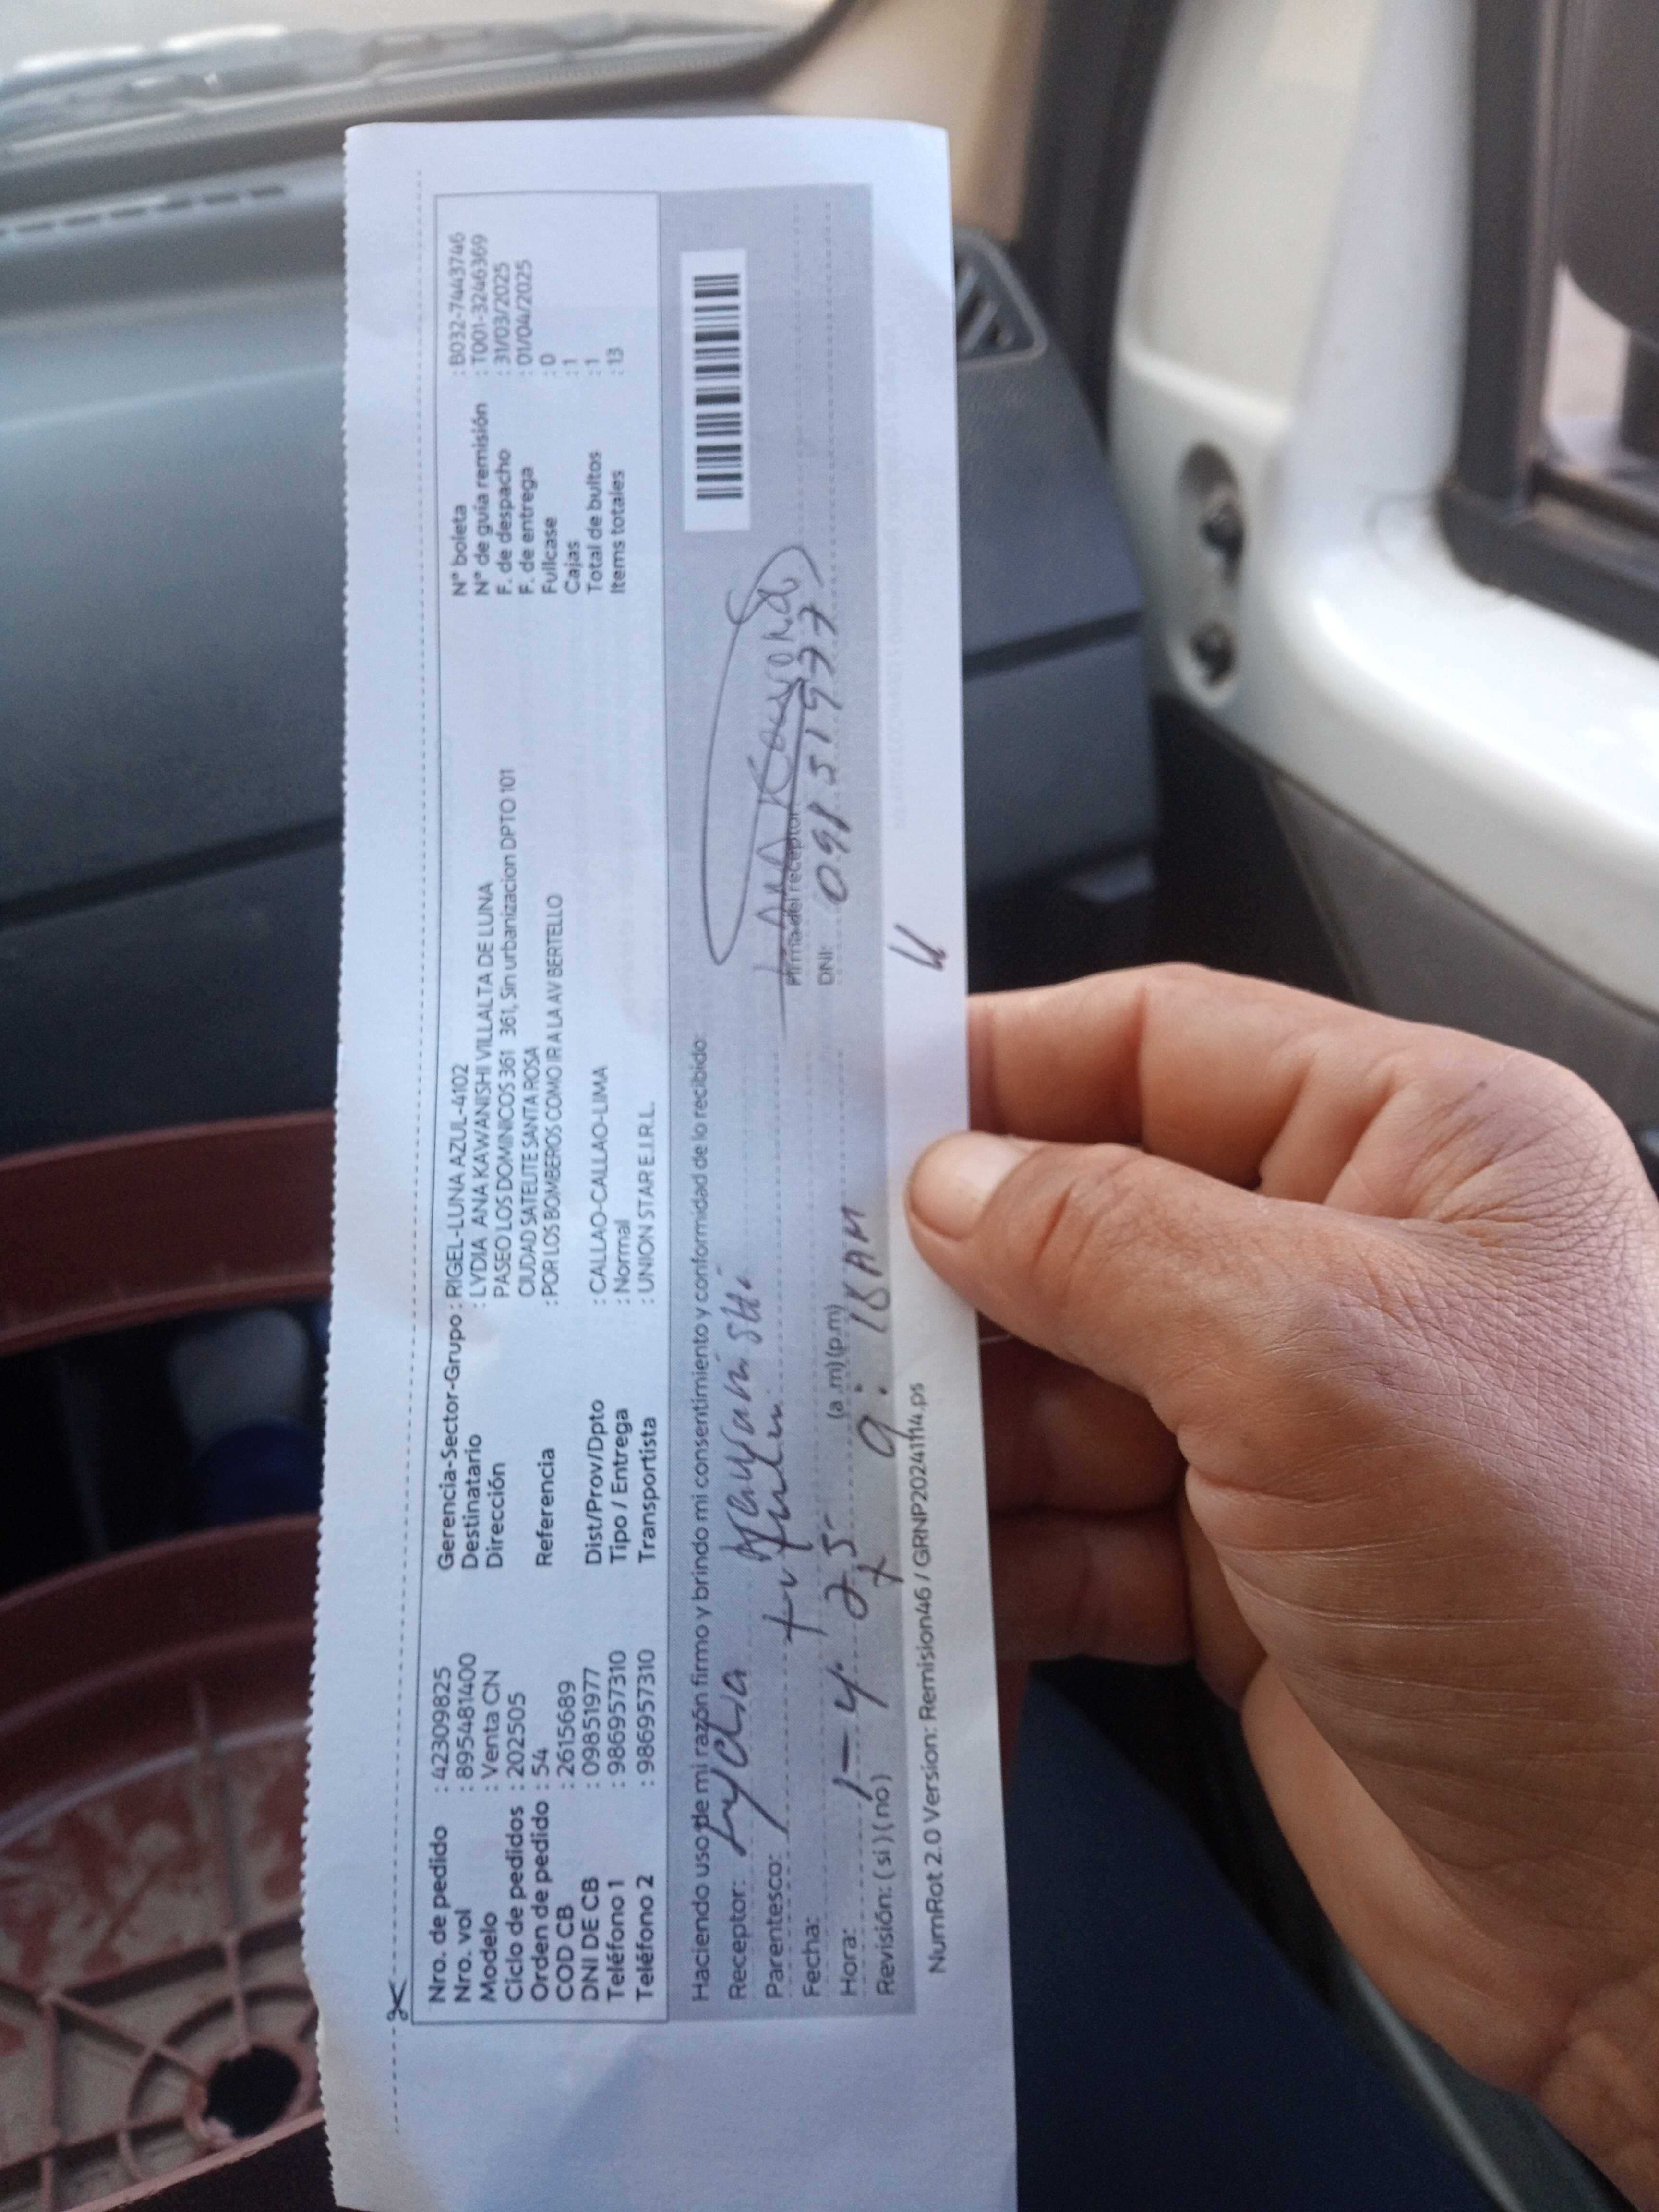 Nro. de pedido : 42309825
Nro. vol : 895481400
Modelo : Venta CN
Ciclo de pedidos : 202505
Orden de pedido : 54
COD CB : 2615689
DNI DE CB : 09851977
Teléfono 1 : 986957310
Teléfono 2 : 986957310
Gerencia-Sector-Grupo : RIGEL-LUNA AZUL-4102
Destinatario : LYDIA ANA KAWANISHI VILLALTA DE LUNA
Dirección PASEO LOS DOMINICOS 361 361, Sin urbanizacion DPTO 101
CIUDAD SATELITE SANTA ROSA
Referencia : POR LOS BOMBEROS COMO IR A LA AV BERTELLO
Dist/Prov/Dpto : CALLAO-CALLAO-LIMA
Tipo / Entrega : Normal
Transportista : UNION STAR E.I.R.L.
N° boleta : B032-7443746
N° de guía remisión : T001-3246369
F. de despacho : 31/03/2025
F. de entrega : 01/04/2025
Fullcase : 0
Cajas : 1
Total de bultos : 1
Items totales : 13
Haciendo uso de mi razón firmo y brindo mi consentimiento y conformidad de lo recibido:
Receptor: Lydia
Parentesco:
Fecha: 1-4 25
Hora: 9:18 AM (a.m) (p.m)
Revisión: ( si ) ( no )
Firma del receptor
DNI: 09851977
NumRot 2.0 Version: Remision46 / GRNP20241114.ps